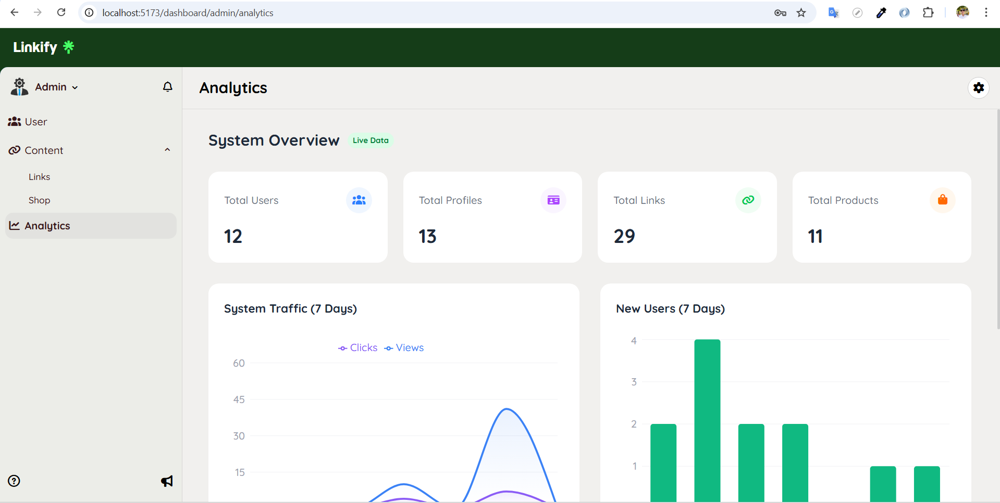 localhost:5173/dashboard/admin/analytics
Linkify
Admin
Analytics
User
Content
Links
Shop
Analytics
System Overview
Live Data
Total Users
12
Total Profiles
13
Total Links
29
Total Products
11
System Traffic (7 Days)
Clicks
Views
60
45
30
15
New Users (7 Days)
4
3
2
1